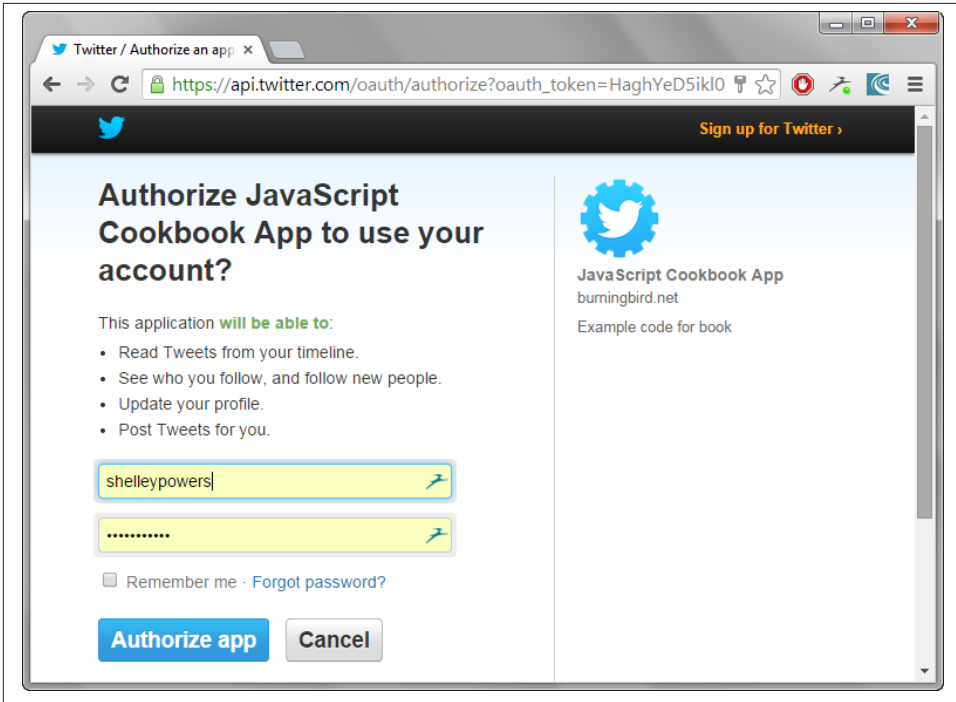 Twitter / Authorize an app
https://api.twitter.com/oauth/authorize?oauth_token=HaghYeD5ikl0
Sign up for Twitter ›
Authorize JavaScript
Cookbook App to use your
account?
This application will be able to:
• Read Tweets from your timeline.
• See who you follow, and follow new people.
• Update your profile.
• Post Tweets for you.
shelleypowers
•••••••••••
Remember me · Forgot password?
Authorize app
Cancel
JavaScript Cookbook App
burningbird.net
Example code for book